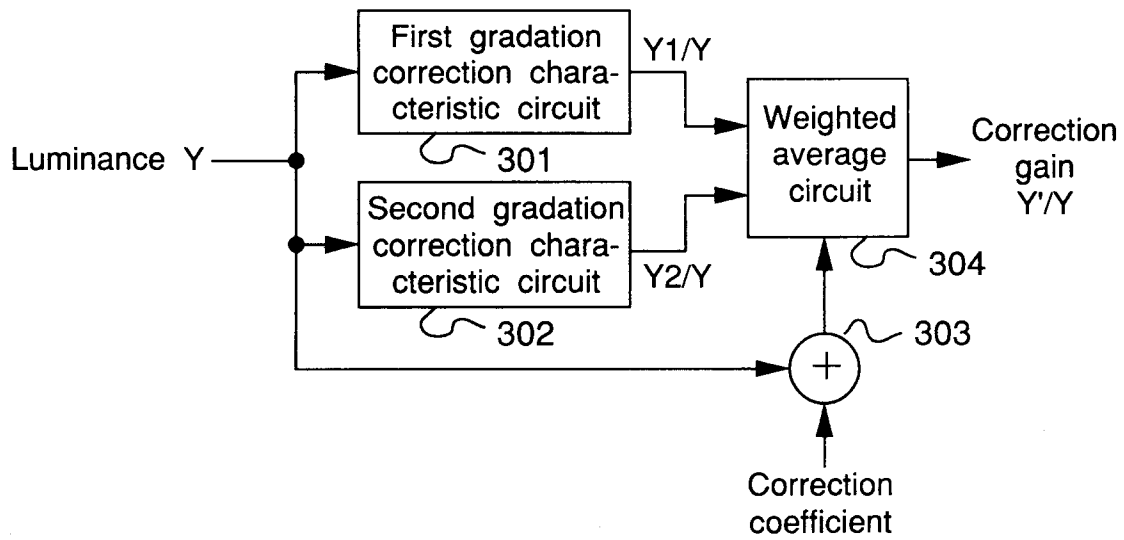 First gradation
correction chara-
cteristic circuit
301
Y1/Y
Luminance Y
Second gradation
correction chara-
cteristic circuit
302
Y2/Y
Weighted
average
circuit
304
Correction
gain
Y'/Y
303
+
Correction
coefficient